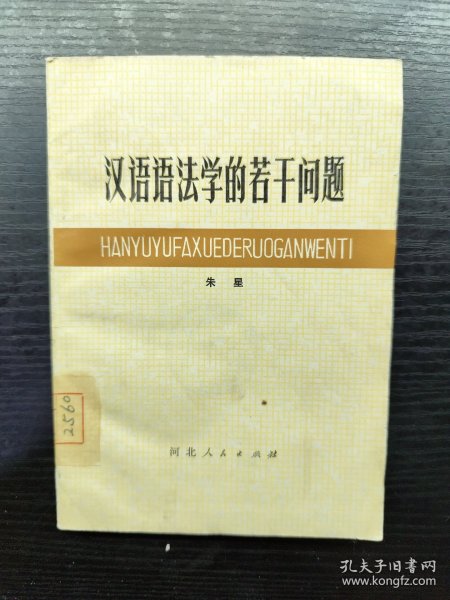 汉语语法学的若干问题
HANYUYUFAXUEDERUOGANWENTI
朱 星
2560
河北人民出版社
孔夫子旧书网
www.kongfz.com